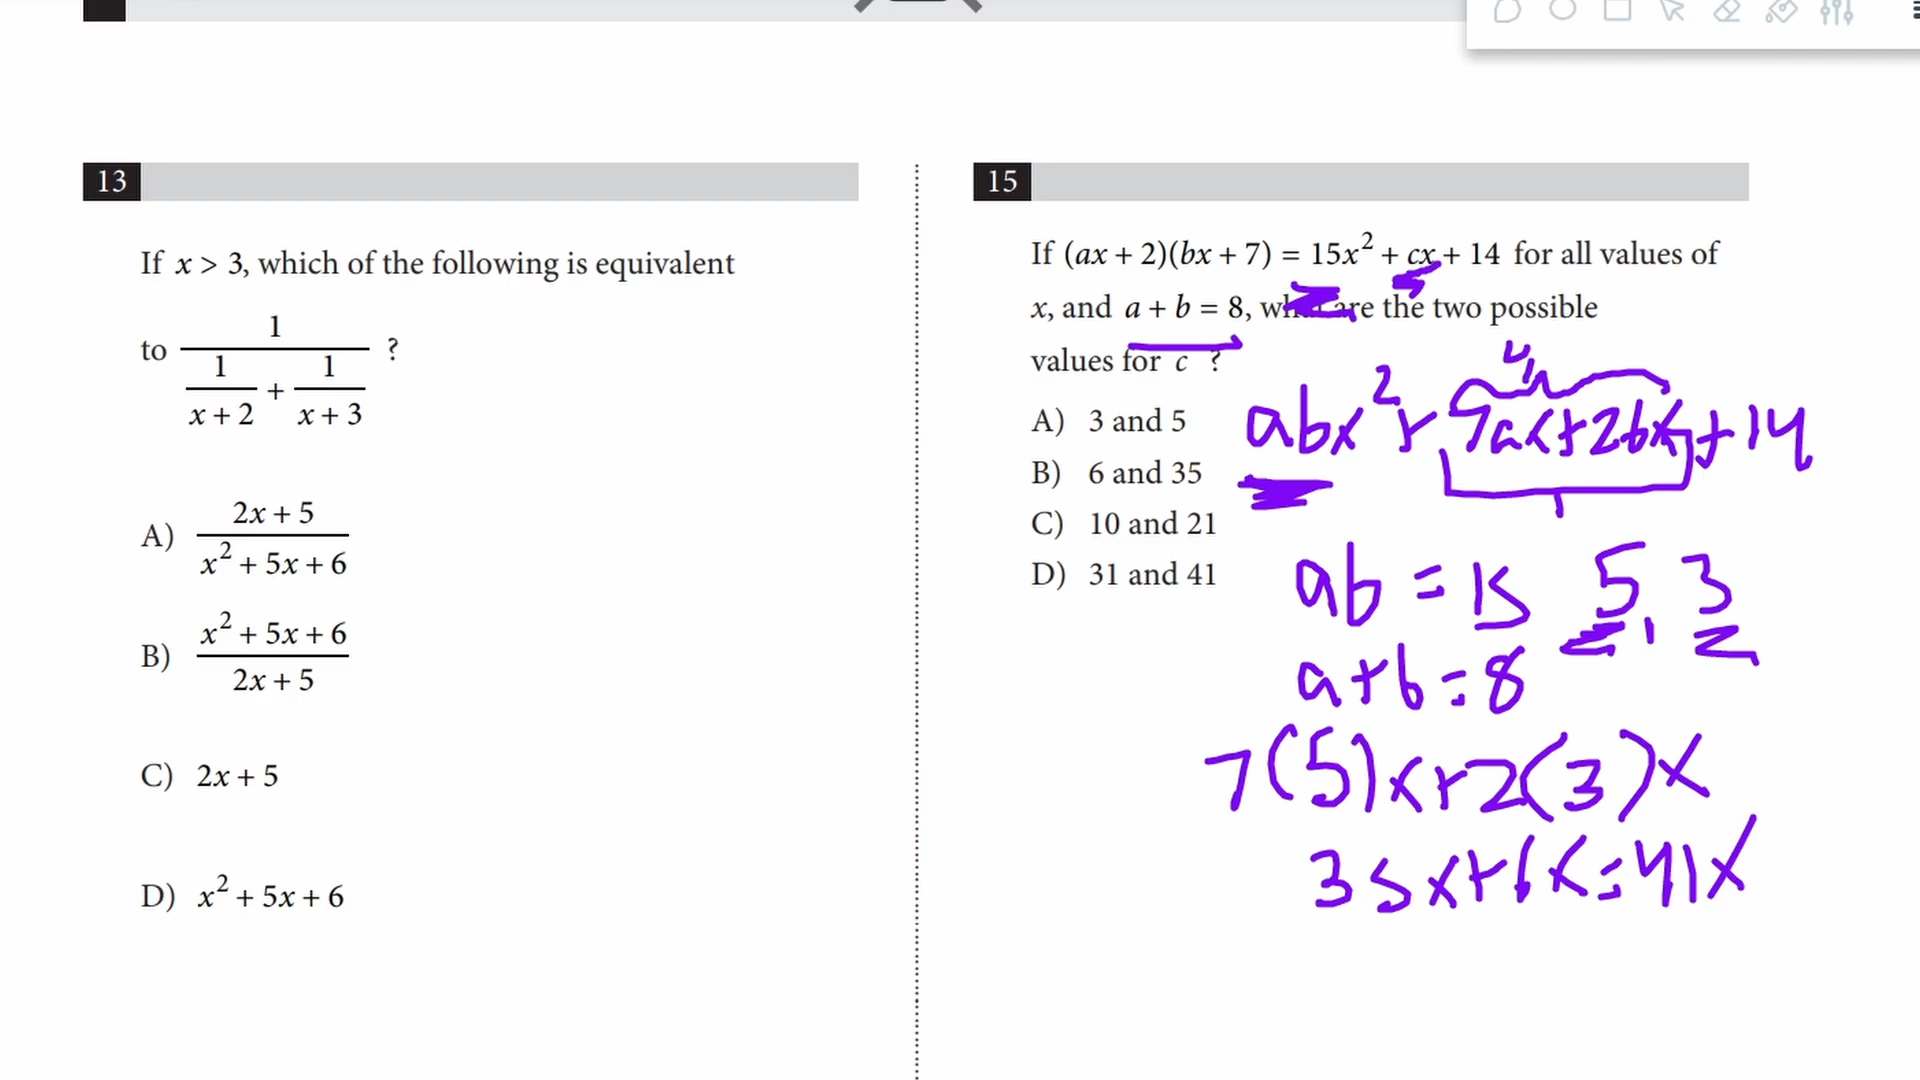 13
If x > 3, which of the following is equivalent
to 1 / (1/(x + 2) + 1/(x + 3)) ?
A) (2x + 5)/(x² + 5x + 6)
B) (x² + 5x + 6)/(2x + 5)
C) 2x + 5
D) x² + 5x + 6
15
If (ax + 2)(bx + 7) = 15x² + cx + 14 for all values of
x, and a + b = 8, what are the two possible
values for c ?
A) 3 and 5
B) 6 and 35
C) 10 and 21
D) 31 and 41
abx² + 7ax + 2bx + 14
ab = 15 5, 3
a + b = 8
7(5)x + 2(3)x
35x + 6x = 41x